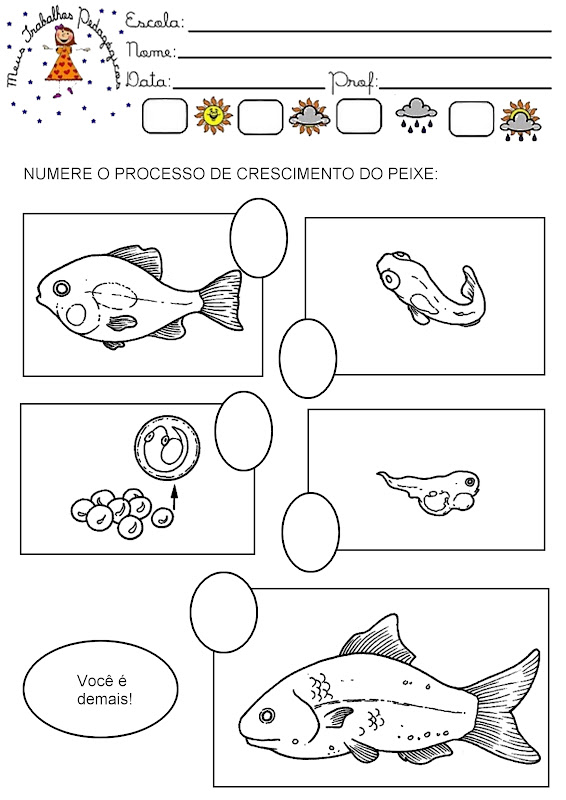 Meus Trabalhos Pedagógicos
Escola:
Nome:
Data: Prof:
NUMERE O PROCESSO DE CRESCIMENTO DO PEIXE:
Você é
demais!